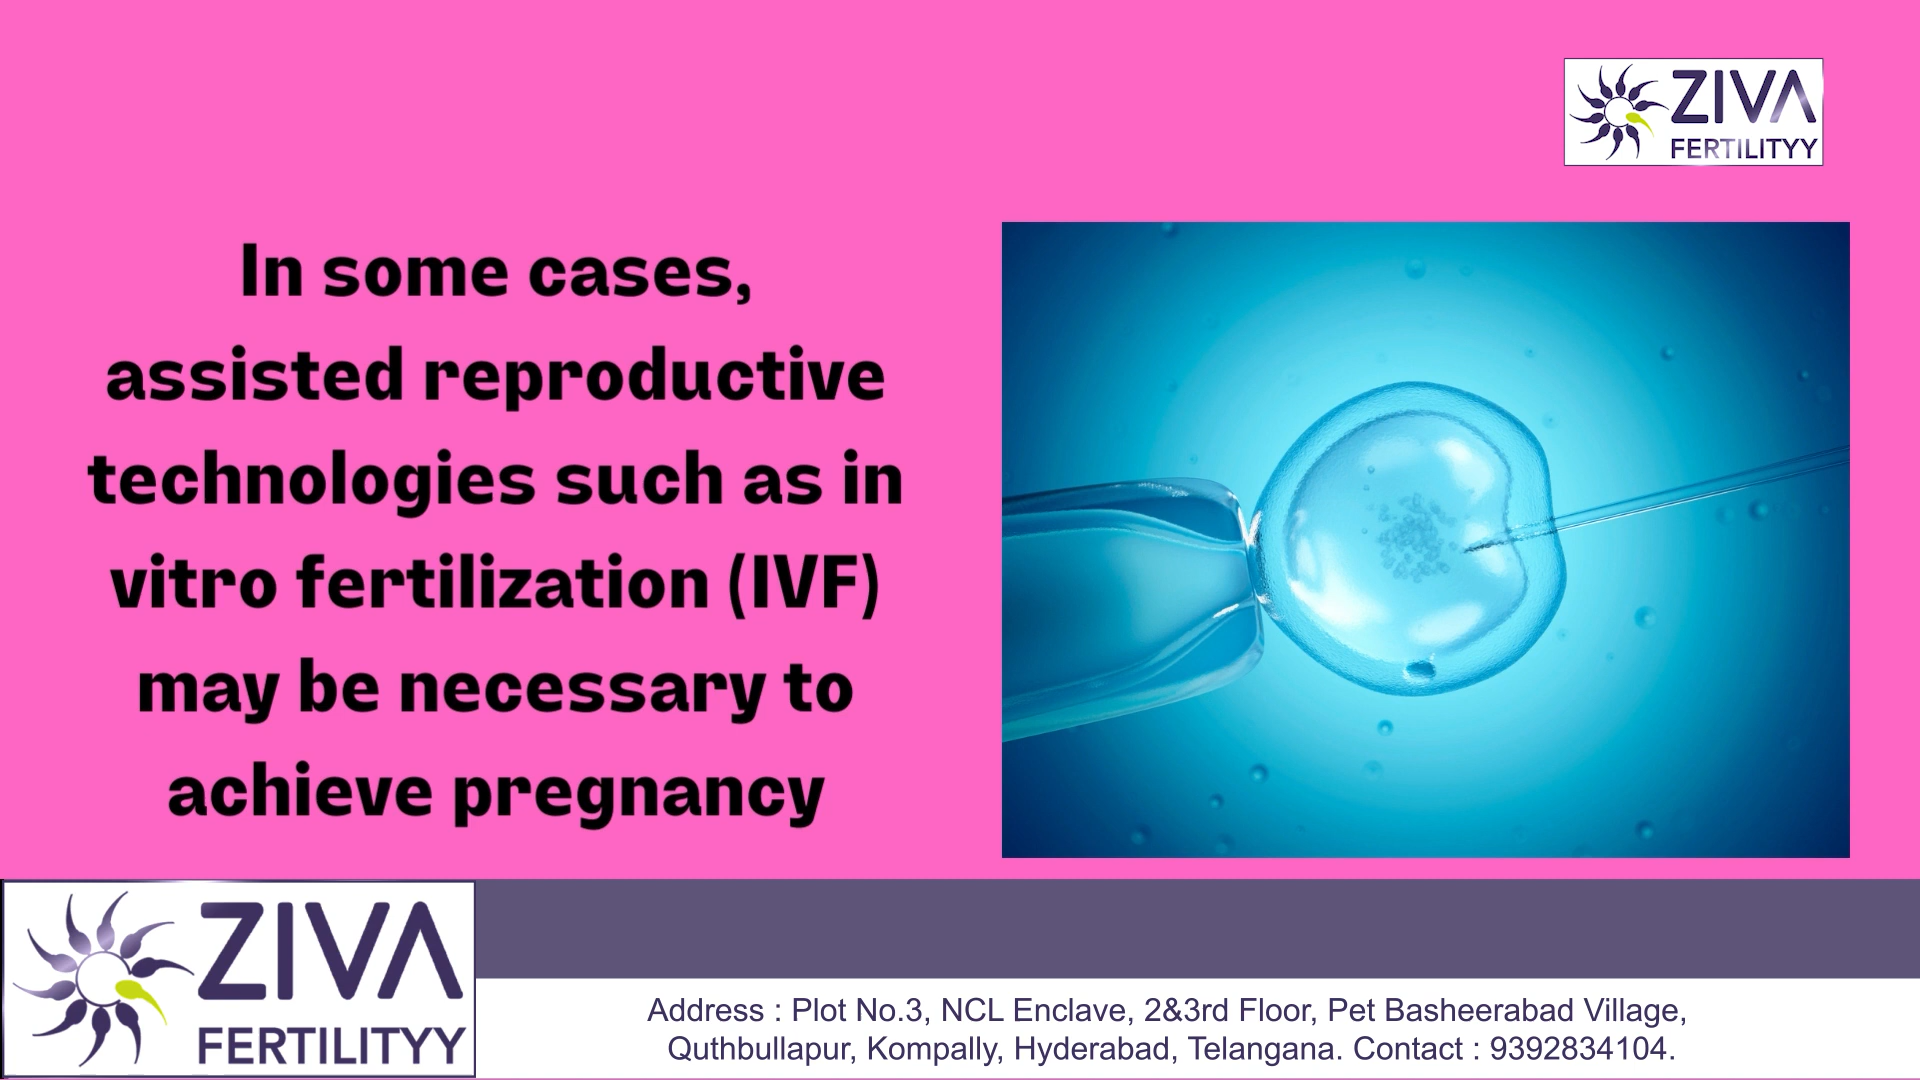 ZIVA
FERTILITYY
In some cases,
assisted reproductive
technologies such as in
vitro fertilization (IVF)
may be necessary to
achieve pregnancy
ZIVA
FERTILITYY
Address : Plot No.3, NCL Enclave, 2&3rd Floor, Pet Basheerabad Village,
Quthbullapur, Kompally, Hyderabad, Telangana. Contact : 9392834104.